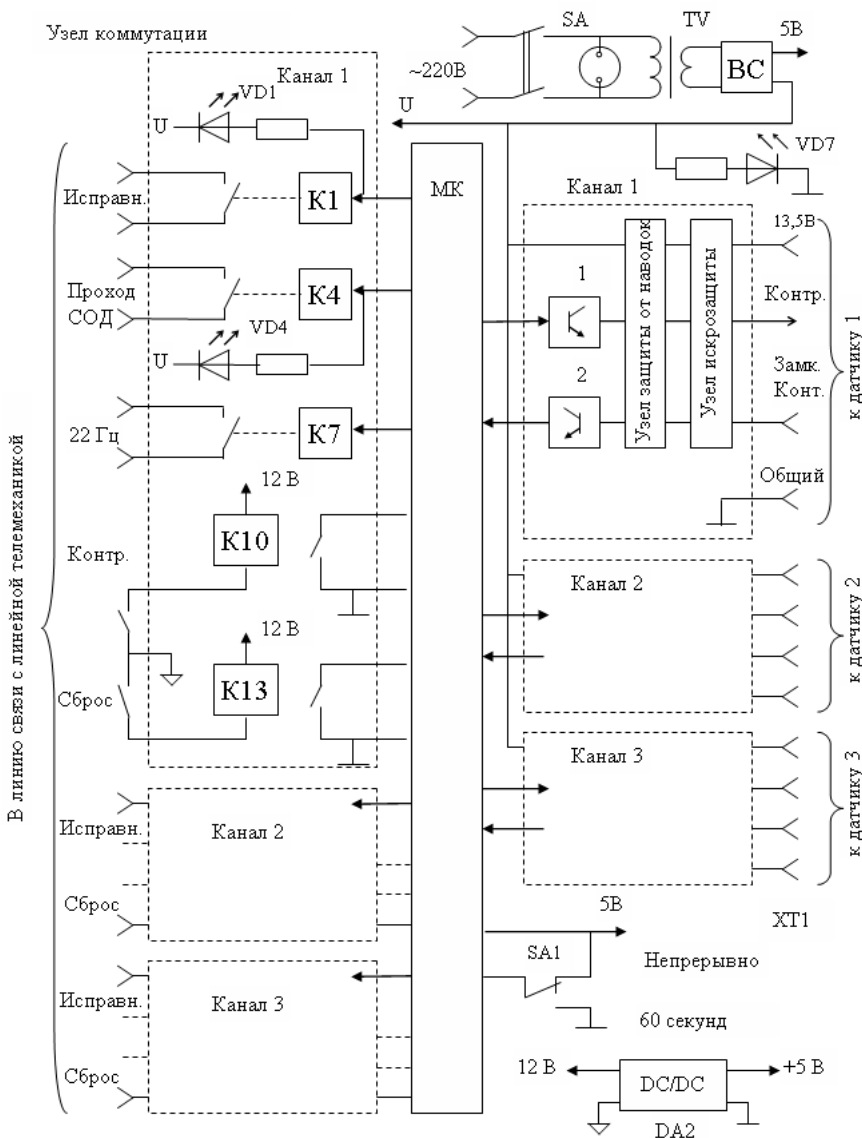 Узел коммутации
SA
TV
5В
~220В
ВС
U
Канал 1
VD1
U
VD7
МК
Канал 1
Исправн.
К1
13,5В
1
Контр.
Проход
СОД
К4
VD4
U
2
Замк.
Конт.
Узел защиты от наводок
Узел искрозащиты
к датчику 1
22 Гц
К7
Общий
12 В
К10
Контр.
12 В
К13
Сброс
Канал 2
к датчику 2
Канал 3
к датчику 3
В линию связи с линейной телемеханикой
Исправн.
Канал 2
Сброс
5В
XT1
SA1
Непрерывно
Исправн.
Канал 3
60 секунд
Сброс
12 В
DC/DC
+5 В
DA2